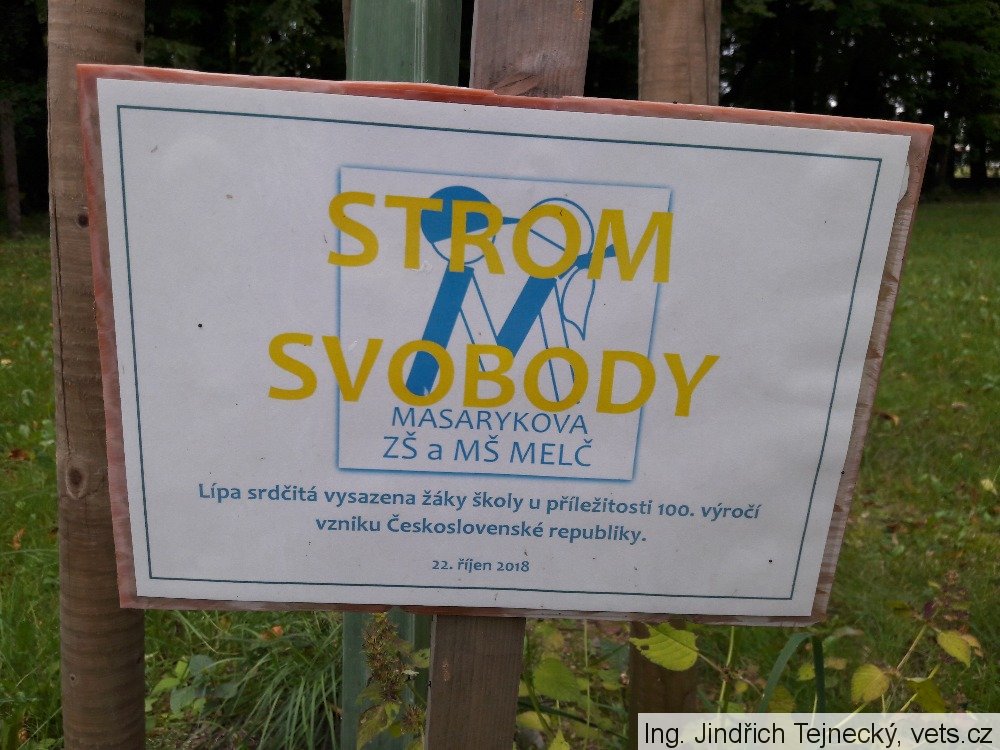 STROM
SVOBODY
MASARYKOVA
ZŠ a MŠ MELČ
Lípa srdčitá vysazena žáky školy u příležitosti 100. výročí
vzniku Československé republiky.
22. říjen 2018
Ing. Jindřich Tejnecký, vets.cz